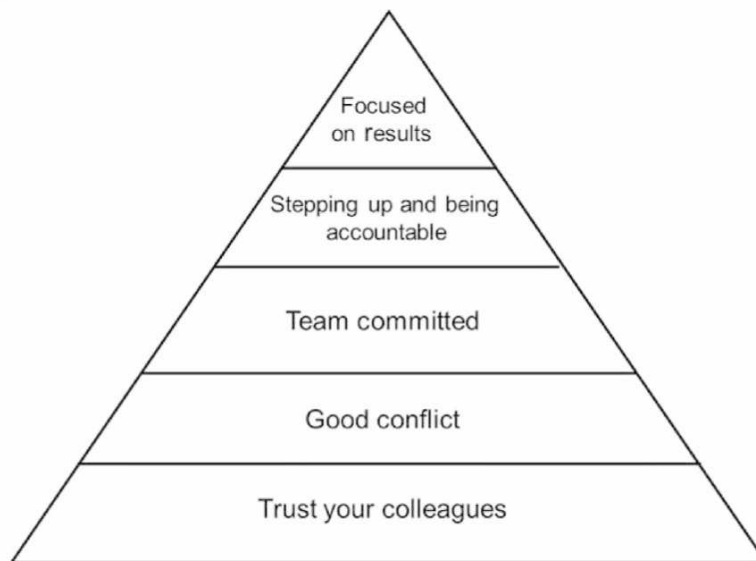 Focused
on results
Stepping up and being
accountable
Team committed
Good conflict
Trust your colleagues